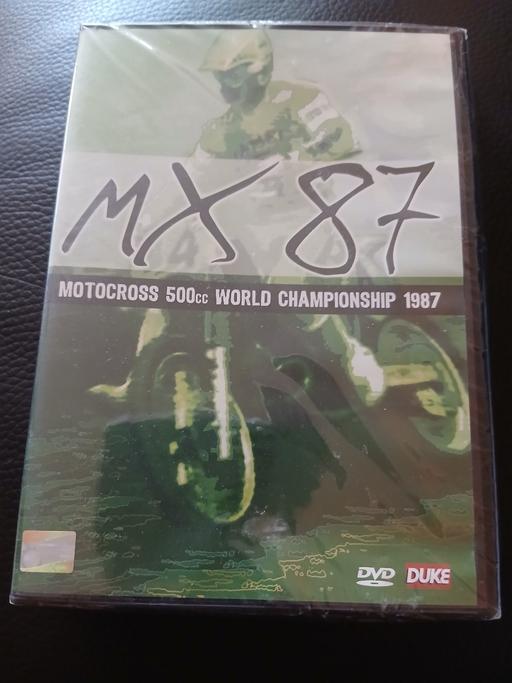 MX 87
MOTOCROSS 500cc WORLD CHAMPIONSHIP 1987
DVD DUKE